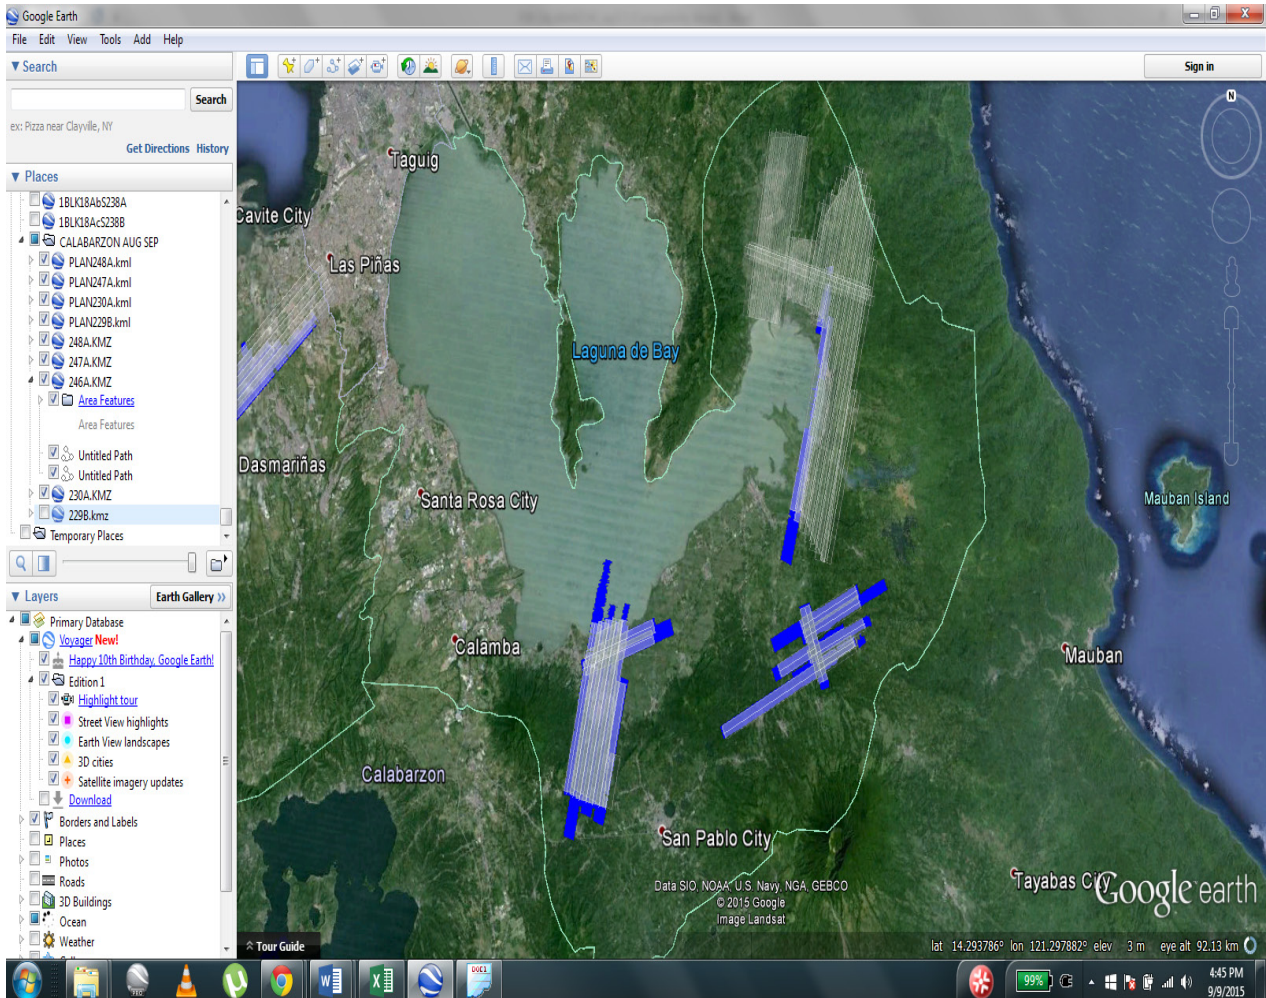 Google Earth
File Edit View Tools Add Help
▼ Search
Search
ex: Pizza near Clayville, NY
Get Directions History
▼ Places
1BLK18AbS238A
1BLK18AcS238B
CALABARZON AUG SEP
PLAN248A.kml
PLAN247A.kml
PLAN230A.kml
PLAN229B.kml
248A.KMZ
247A.KMZ
246A.KMZ
Area Features
Area Features
Untitled Path
Untitled Path
230A.KMZ
229B.kmz
Temporary Places
▼ Layers
Earth Gallery »
Primary Database
Voyager New!
Happy 10th Birthday, Google Earth!
Edition 1
Highlight tour
Street View highlights
Earth View landscapes
3D cities
Satellite imagery updates
Download
Borders and Labels
Places
Photos
Roads
3D Buildings
Ocean
Weather
Sign in
N
Taguig
Cavite City
Las Piñas
Laguna de Bay
Dasmariñas
Santa Rosa City
Mauban Island
Calamba
Mauban
Calabarzon
San Pablo City
Tayabas City
Data SIO, NOAA, U.S. Navy, NGA, GEBCO
© 2015 Google
Image Landsat
Google earth
Tour Guide
lat 14.293786° lon 121.297882° elev 3 m eye alt 92.13 km
PRO
W
X
DOC1
99%
4:45 PM
9/9/2015